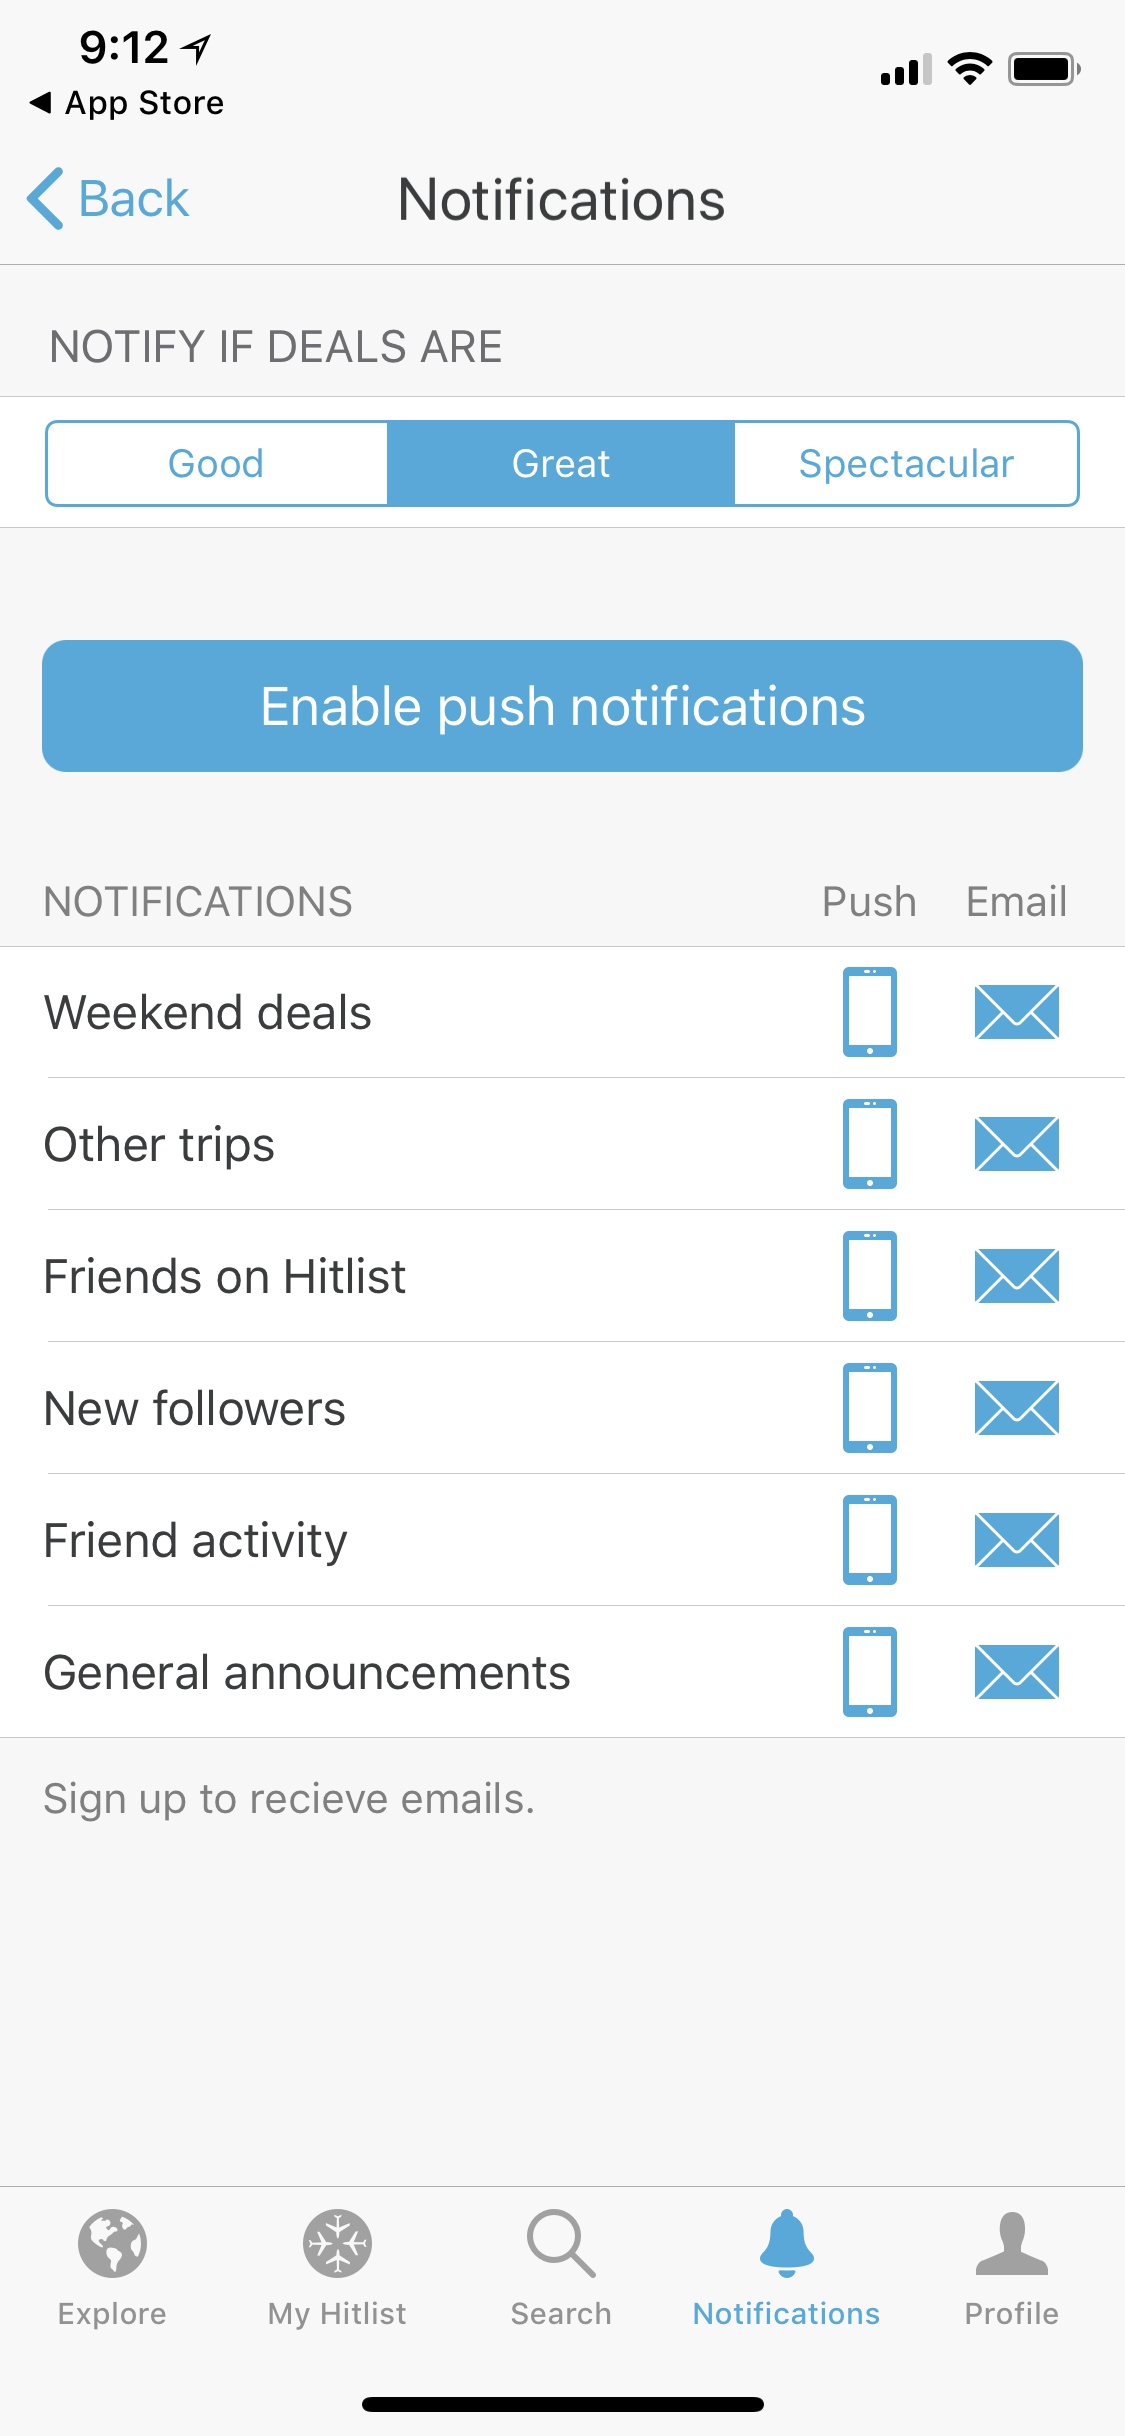 9:12
App Store
Back
Notifications
NOTIFY IF DEALS ARE
Good Great Spectacular
Enable push notifications
NOTIFICATIONS Push Email
Weekend deals
Other trips
Friends on Hitlist
New followers
Friend activity
General announcements
Sign up to recieve emails.
Explore My Hitlist Search Notifications Profile